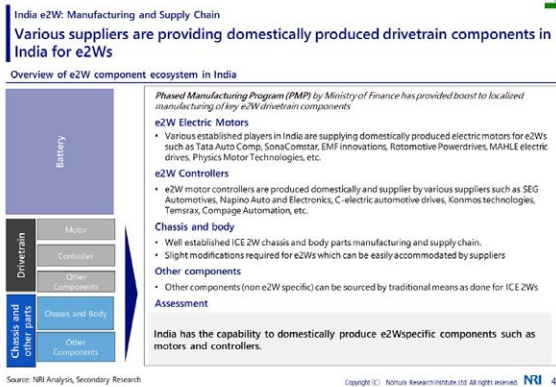 India e2W: Manufacturing and Supply Chain
Various suppliers are providing domestically produced drivetrain components in
India for e2Ws
Overview of e2W component ecosystem in India
Battery
Drivetrain
Motor
Controller
Other
Components
Chassis and
other parts
Chassis and Body
Other
Components
Phased Manufacturing Program (PMP) by Ministry of Finance has provided boost to localized
manufacturing of key e2W drivetrain components
e2W Electric Motors
• Various established players in India are supplying domestically produced electric motors for e2Ws
such as Tata Auto Comp, SonaComstar, EMF innovations, Rotomotive Powerdrives, MAHLE electric
drives, Physics Motor Technologies, etc.
e2W Controllers
• e2W motor controllers are produced domestically and supplier by various suppliers such as SEG
Automotives, Napino Auto and Electronics, C-electric automotive drives, Konmos technologies,
Temsrax, Compage Automation, etc.
Chassis and body
• Well established ICE 2W chassis and body parts manufacturing and supply chain.
• Slight modifications required for e2Ws which can be easily accommodated by suppliers
Other components
• Other components (non e2W specific) can be sourced by traditional means as done for ICE 2Ws
Assessment
India has the capability to domestically produce e2Wspecific components such as
motors and controllers.
Source: NRI Analysis, Secondary Research
Copyright (C) Nomura Research Institute, Ltd. All rights reserved. NRI 4